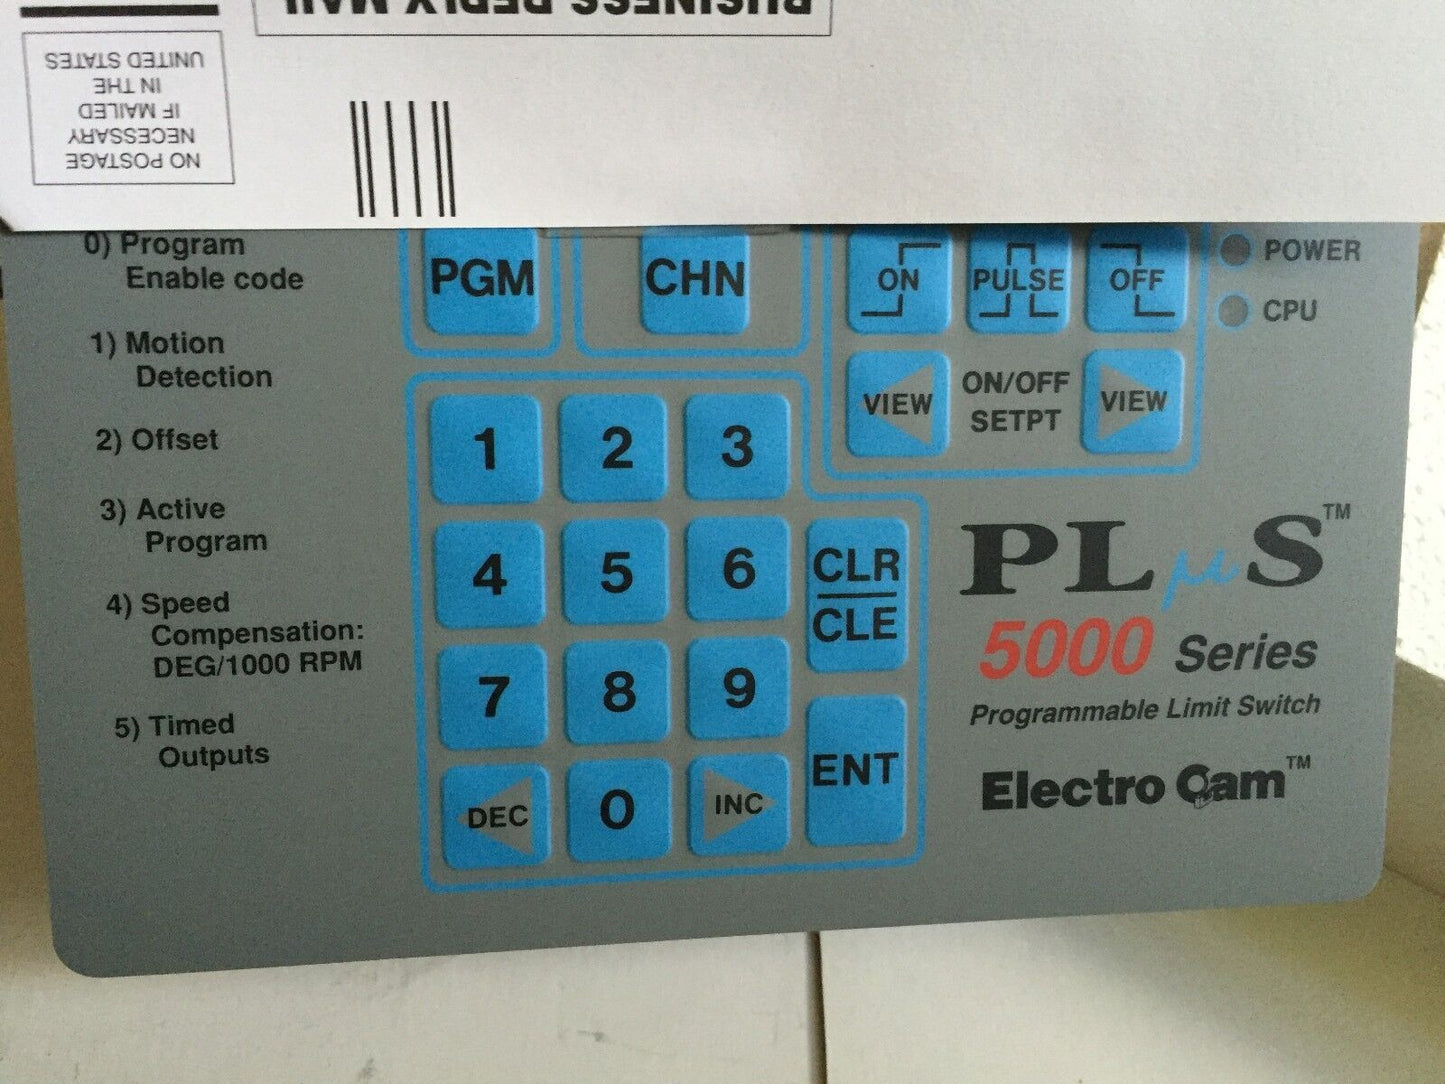 BUSINESS REPLY MAIL
NO POSTAGE
NECESSARY
IF MAILED
IN THE
UNITED STATES
0) Program
Enable code
1) Motion
Detection
2) Offset
3) Active
Program
4) Speed
Compensation:
DEG/1000 RPM
5) Timed
Outputs
PGM
CHN
ON
PULSE
OFF
POWER
CPU
VIEW
ON/OFF
SETPT
VIEW
1 2 3
4 5 6
7 8 9
DEC 0 INC
CLR
CLE
ENT
PLµS™
5000 Series
Programmable Limit Switch
Electro Cam™